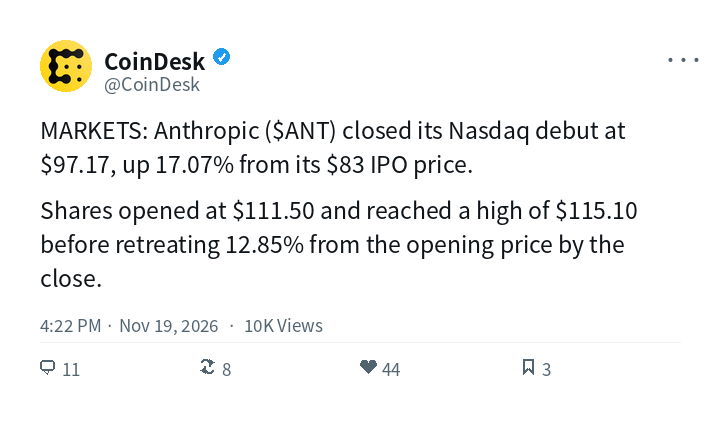 CoinDesk
@CoinDesk
MARKETS: Anthropic ($ANT) closed its Nasdaq debut at
$97.17, up 17.07% from its $83 IPO price.
Shares opened at $111.50 and reached a high of $115.10
before retreating 12.85% from the opening price by the
close.
4:22 PM · Nov 19, 2026 · 10K Views
11 8 44 3